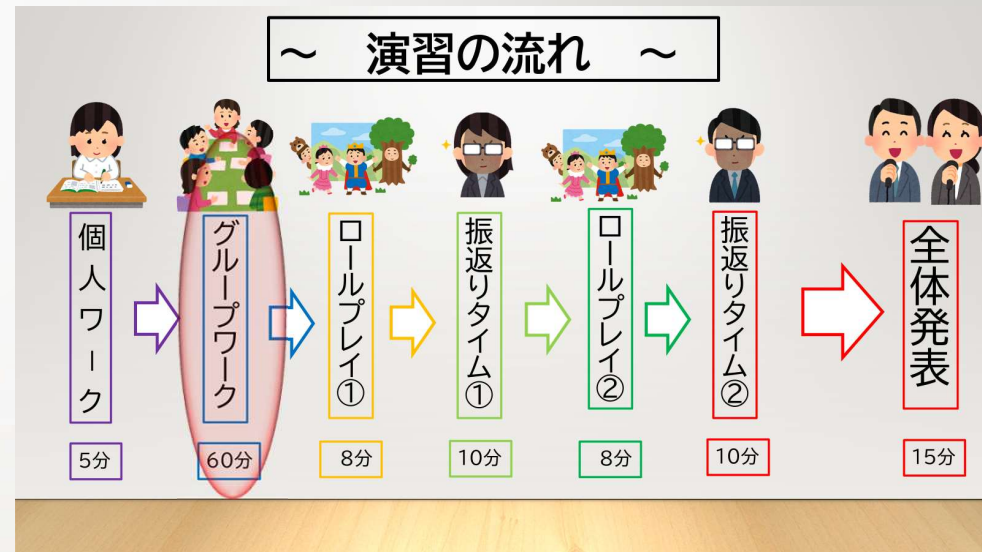 ～　演習の流れ　～
個人ワーク
グループワーク
ロールプレイ①
振返りタイム①
ロールプレイ②
振返りタイム②
全体発表
5分
60分
8分
10分
8分
10分
15分